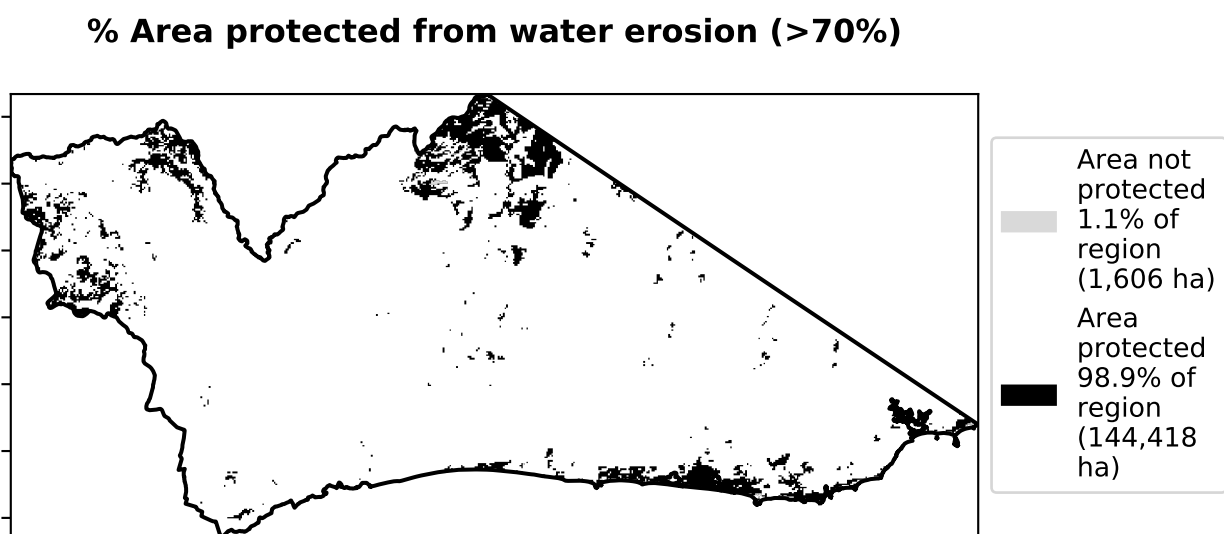 % Area protected from water erosion (>70%)
Area not
protected
1.1% of
region
(1,606 ha)
Area
protected
98.9% of
region
(144,418
ha)